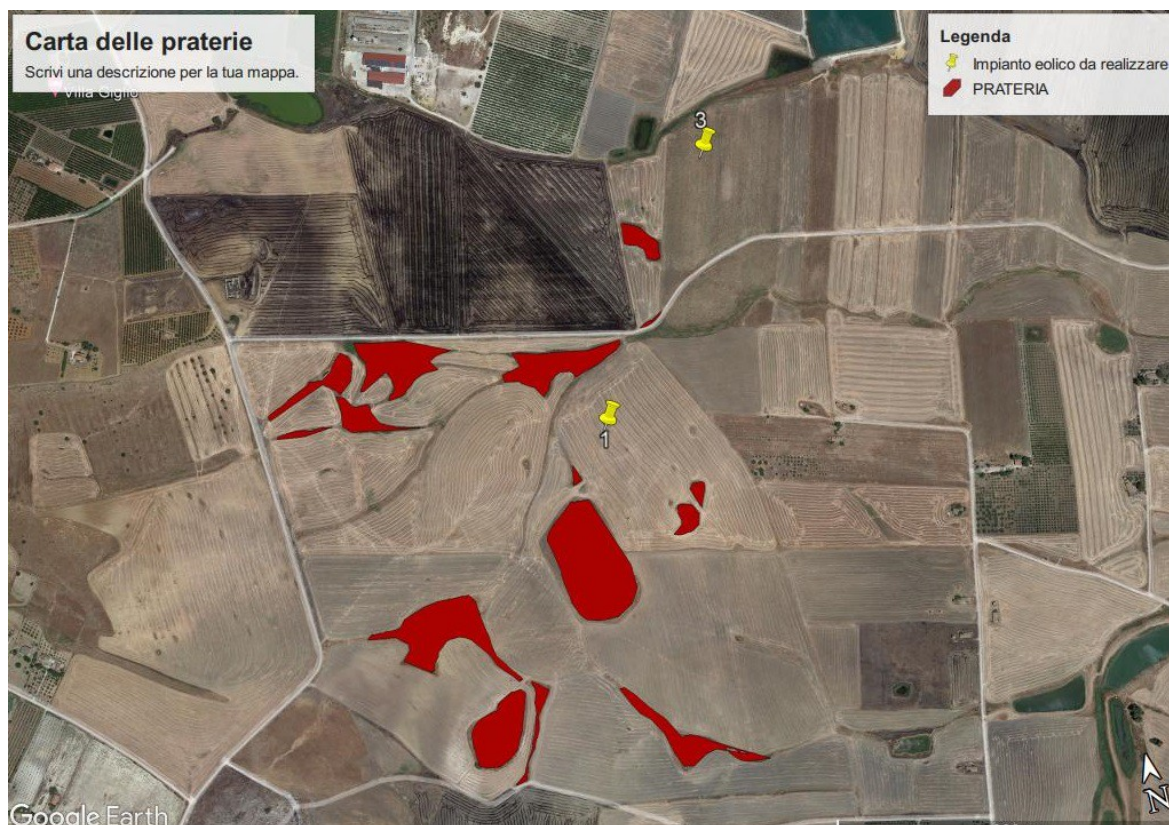 Carta delle praterie
Scrivi una descrizione per la tua mappa.
Villa Giglio
Legenda
Impianto eolico da realizzare
PRATERIA
3
1
N
Google Earth